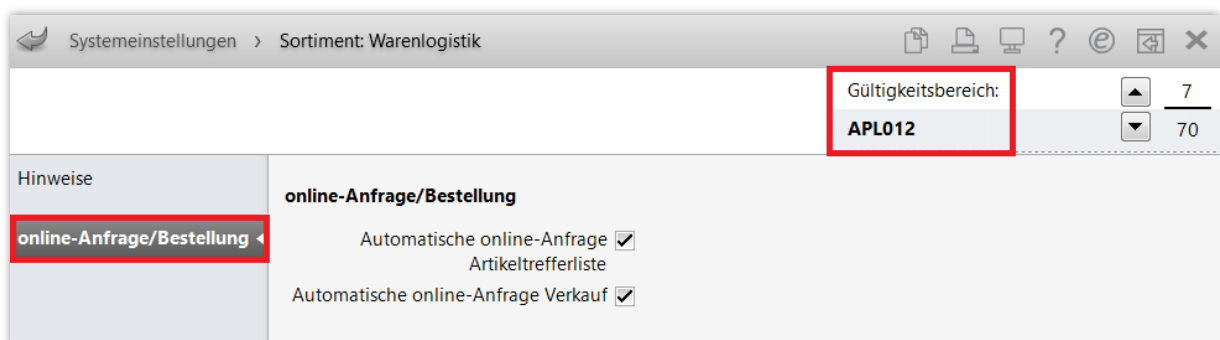 Systemeinstellungen > Sortiment: Warenlogistik
Gültigkeitsbereich:
7
APL012
70
Hinweise
online-Anfrage/Bestellung
online-Anfrage/Bestellung
Automatische online-Anfrage
Artikeltrefferliste
Automatische online-Anfrage Verkauf